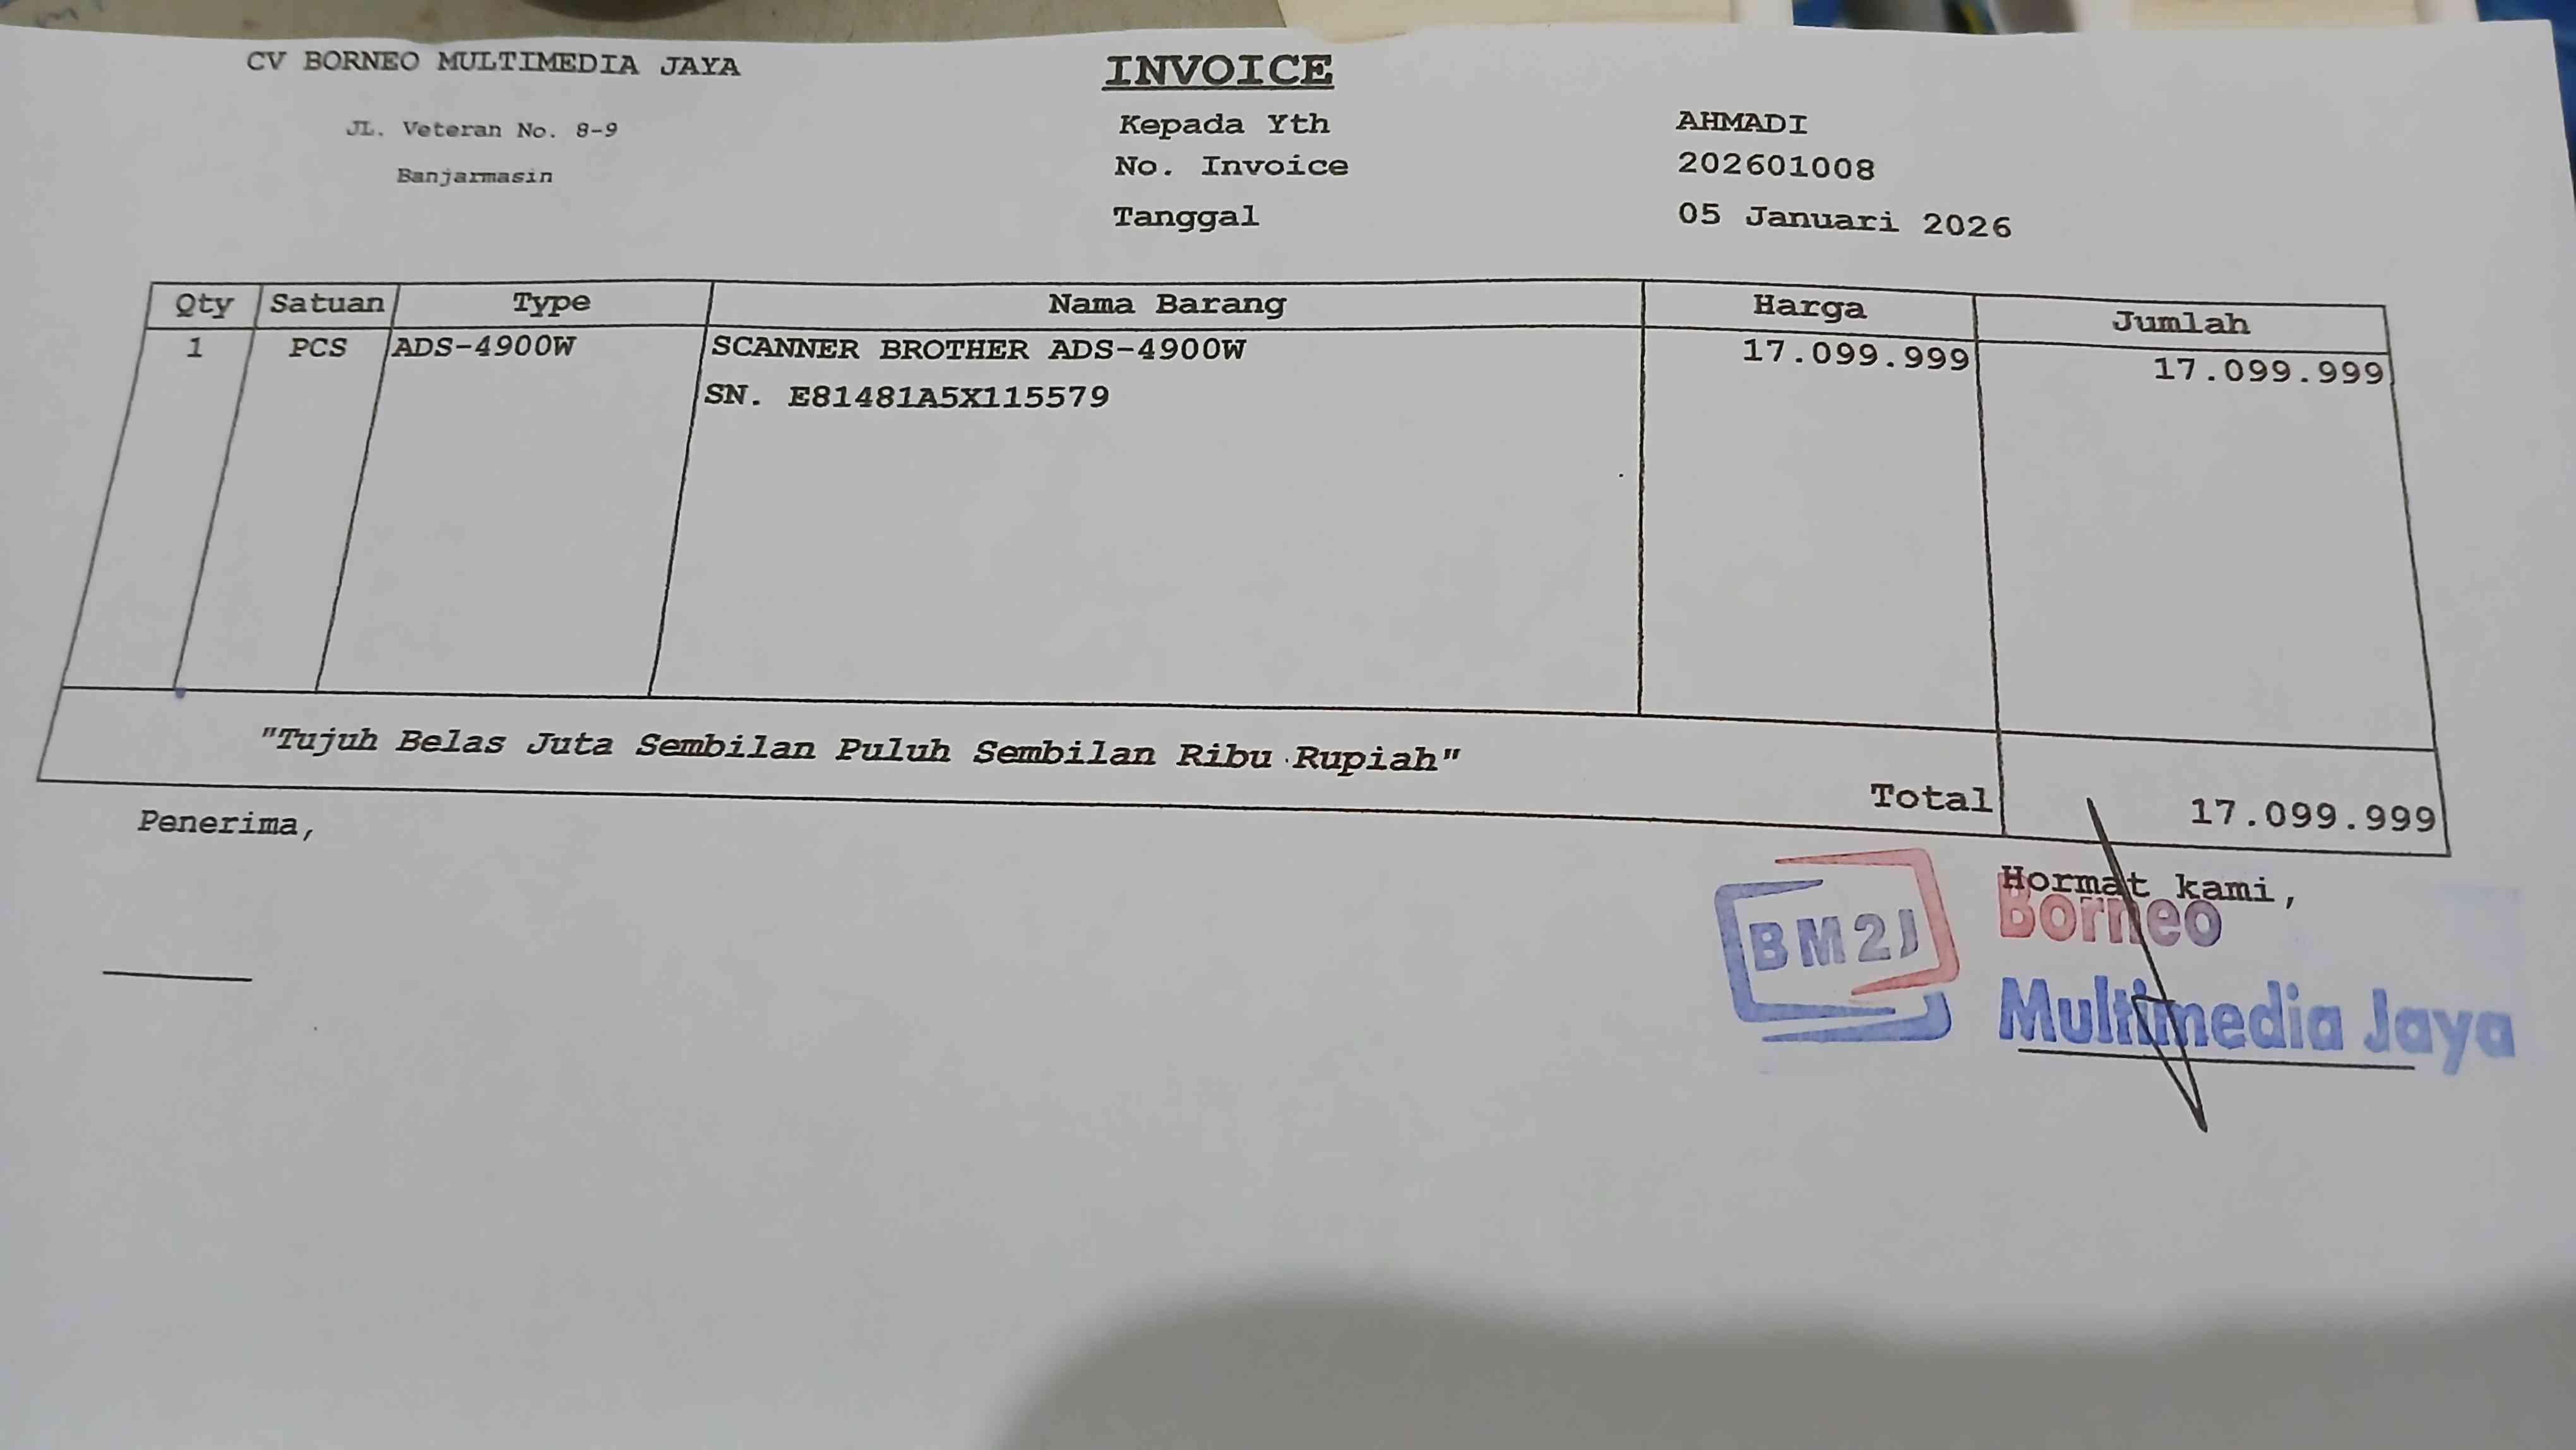 CV BORNEO MULTIMEDIA JAYA
JL. Veteran No. 8-9
Banjarmasin
INVOICE
Kepada Yth AHMADI
No. Invoice 202601008
Tanggal 05 Januari 2026
Qty Satuan Type Nama Barang Harga Jumlah
1 PCS ADS-4900W SCANNER BROTHER ADS-4900W 17.099.999 17.099.999
SN. E81481A5X115579
"Tujuh Belas Juta Sembilan Puluh Sembilan Ribu Rupiah"
Total 17.099.999
Penerima,
Hormat kami,
BM2J
Borneo
Multimedia Jaya